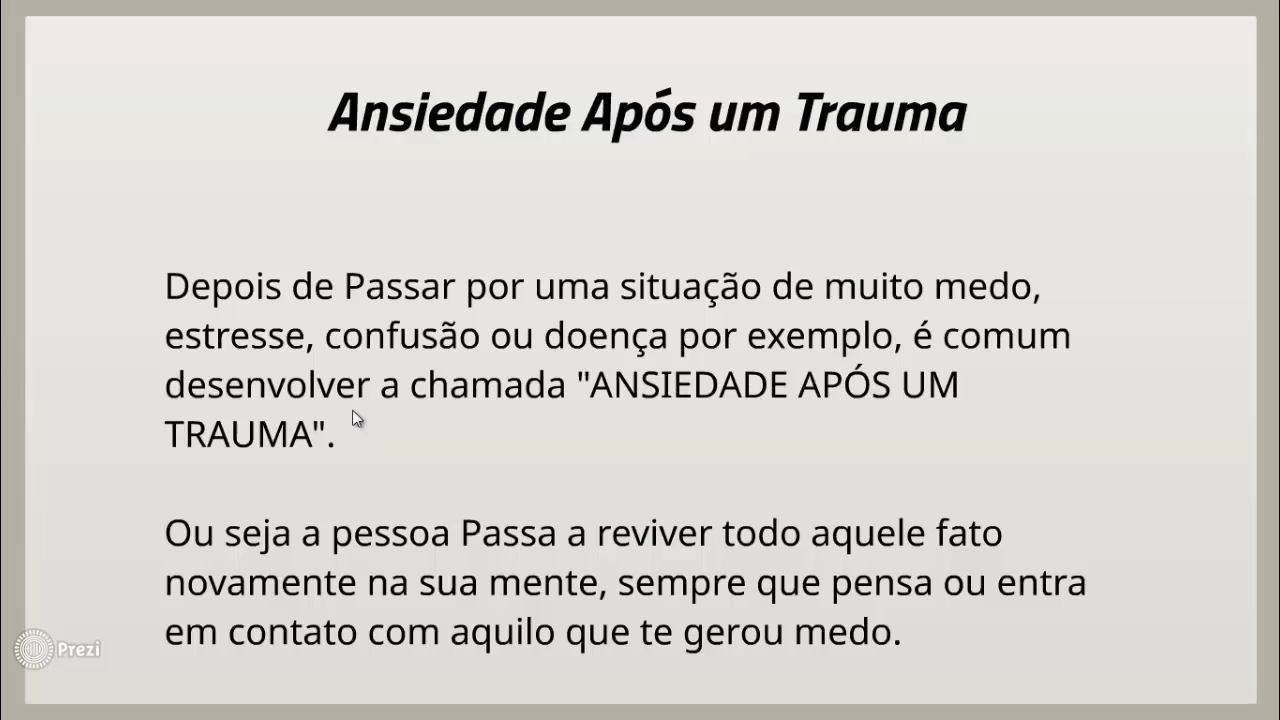 Ansiedade Após um Trauma
Depois de Passar por uma situação de muito medo,
estresse, confusão ou doença por exemplo, é comum
desenvolver a chamada "ANSIEDADE APÓS UM
TRAUMA".
Ou seja a pessoa Passa a reviver todo aquele fato
novamente na sua mente, sempre que pensa ou entra
em contato com aquilo que te gerou medo.
Prezi